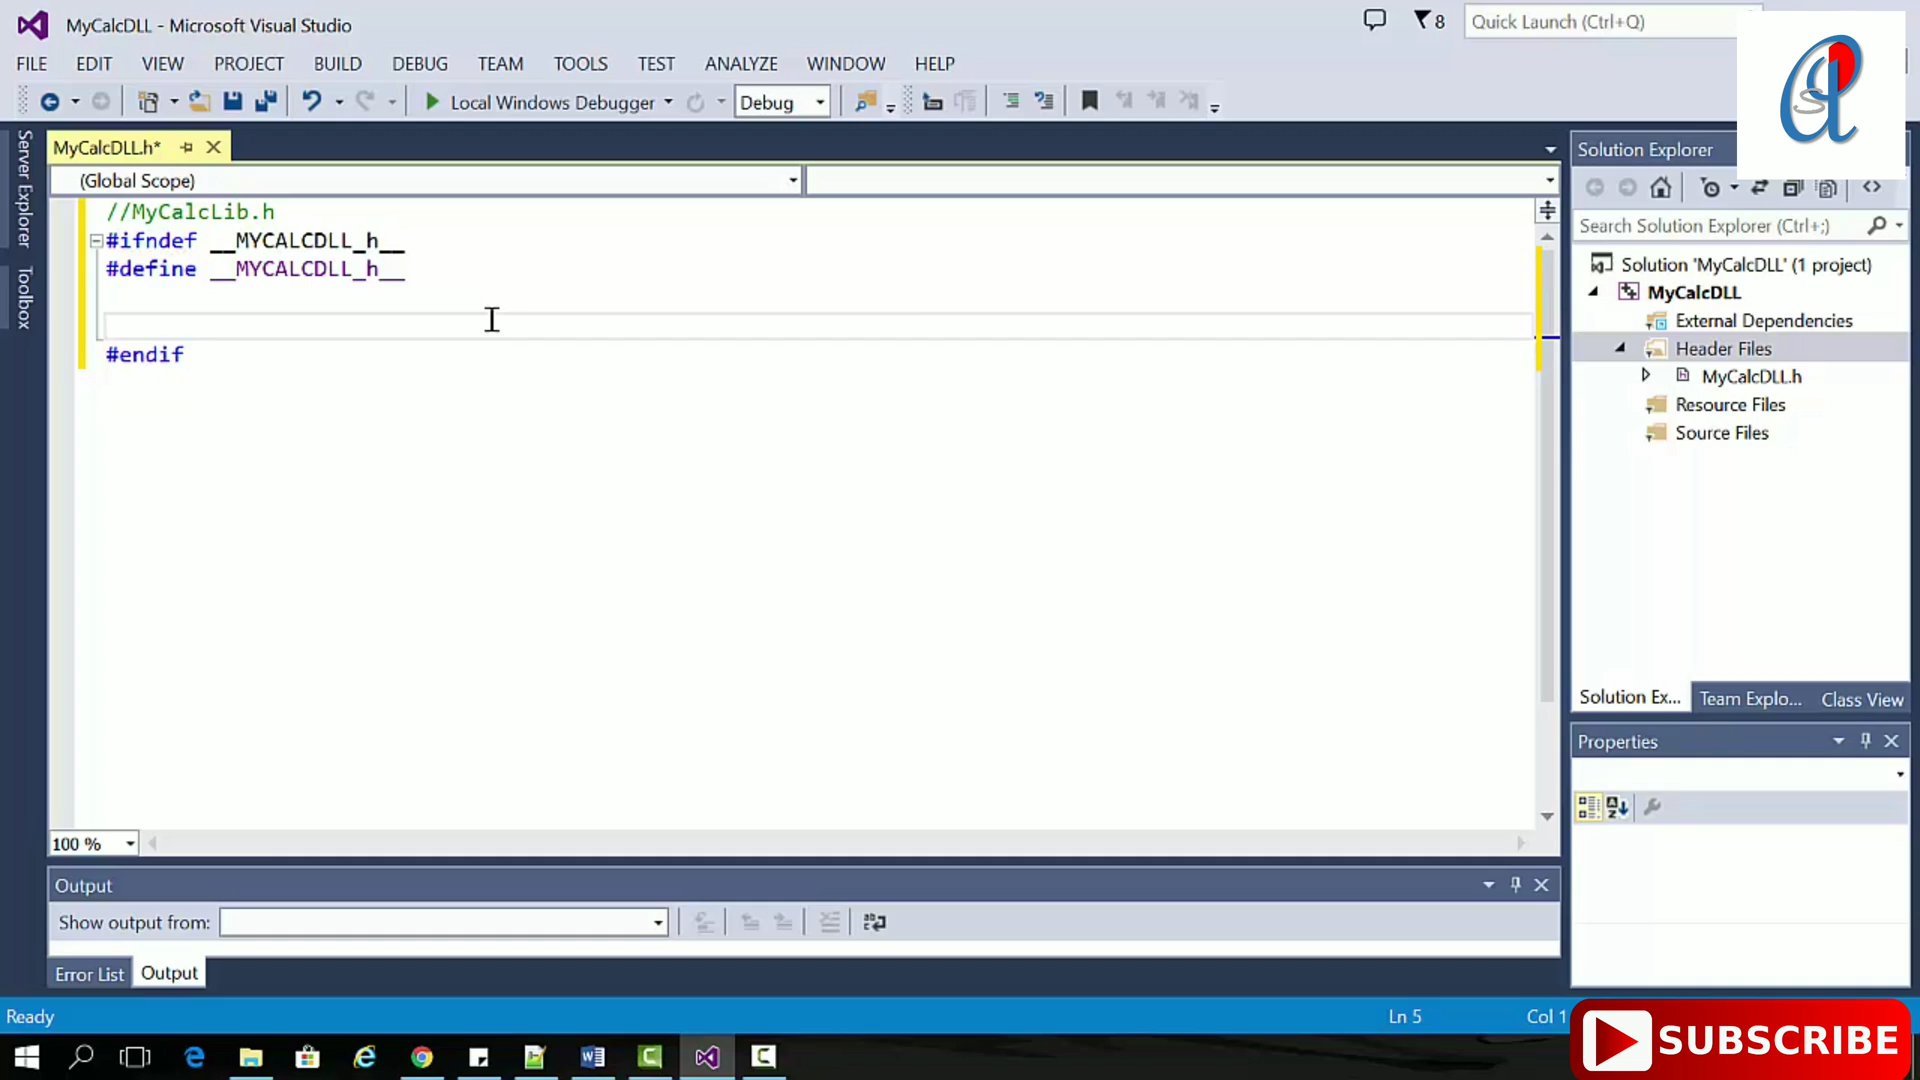 MyCalcDLL - Microsoft Visual Studio
8
Quick Launch (Ctrl+Q)
FILE EDIT VIEW PROJECT BUILD DEBUG TEAM TOOLS TEST ANALYZE WINDOW HELP
Local Windows Debugger
Debug
Server Explorer
Toolbox
MyCalcDLL.h*
(Global Scope)
//MyCalcLib.h
#ifndef __MYCALCDLL_h__
#define __MYCALCDLL_h__
#endif
100 %
Solution Explorer
Search Solution Explorer (Ctrl+;)
Solution 'MyCalcDLL' (1 project)
MyCalcDLL
External Dependencies
Header Files
MyCalcDLL.h
Resource Files
Source Files
Solution Ex... Team Explo... Class View
Properties
Output
Show output from:
Error List Output
Ready
Ln 5
Col 1
SUBSCRIBE